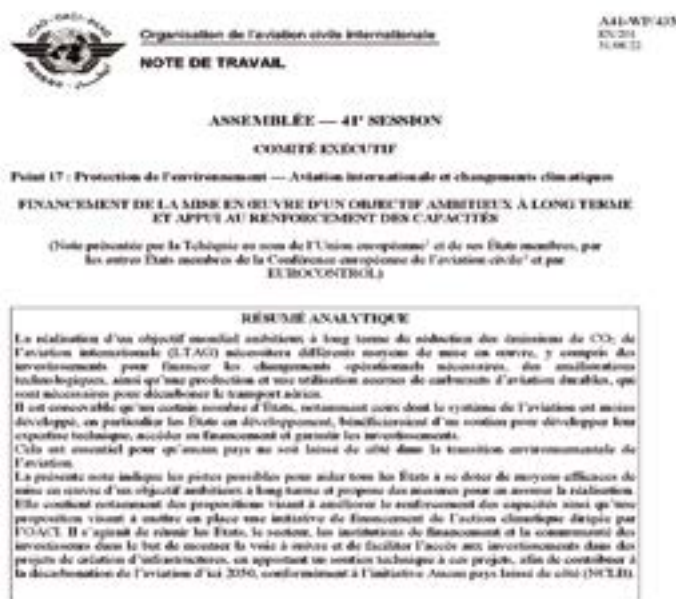 Organisation de l'aviation civile internationale
A41-WP/435
EX/201
31/08/22
NOTE DE TRAVAIL
ASSEMBLÉE — 41ᵉ SESSION
COMITÉ EXÉCUTIF
Point 17 : Protection de l'environnement — Aviation internationale et changements climatiques
FINANCEMENT DE LA MISE EN ŒUVRE D'UN OBJECTIF AMBITIEUX À LONG TERME
ET APPUI AU RENFORCEMENT DES CAPACITÉS
(Note présentée par la Tchéquie au nom de l'Union européenne¹ et de ses États membres, par
les autres États membres de la Conférence européenne de l'aviation civile² et par
EUROCONTROL)
RÉSUMÉ ANALYTIQUE
La réalisation d'un objectif mondial ambitieux à long terme de réduction des émissions de CO₂ de
l'aviation internationale (LTAG) nécessitera différents moyens de mise en œuvre, y compris des
investissements pour financer les changements opérationnels nécessaires, des améliorations
technologiques, ainsi qu'une production et une utilisation accrues de carburants d'aviation durables, qui
sont nécessaires pour décarboner le transport aérien.
Il est concevable qu'un certain nombre d'États, notamment ceux dont le système de l'aviation est moins
développé, en particulier les États en développement, bénéficieraient d'un soutien pour développer leur
expertise technique, accéder au financement et garantir les investissements.
Cela est essentiel pour qu'aucun pays ne soit laissé de côté dans la transition environnementale de
l'aviation.
La présente note indique les pistes possibles pour aider tous les États à se doter de moyens efficaces de
mise en œuvre d'un objectif ambitieux à long terme et propose des mesures pour en assurer la réalisation.
Elle contient notamment des propositions visant à améliorer le renforcement des capacités ainsi qu'une
proposition visant à mettre en place une initiative de financement de l'action climatique dirigée par
l'OACI. Il s'agirait de réunir les États, le secteur, les institutions de financement et la communauté des
investisseurs dans le but de montrer la voie à suivre et de faciliter l'accès aux investissements dans des
projets de création d'infrastructures, en apportant un soutien technique à ces projets, afin de contribuer à
la décarbonation de l'aviation d'ici 2050, conformément à l'initiative Aucun pays laissé de côté (NCLB).